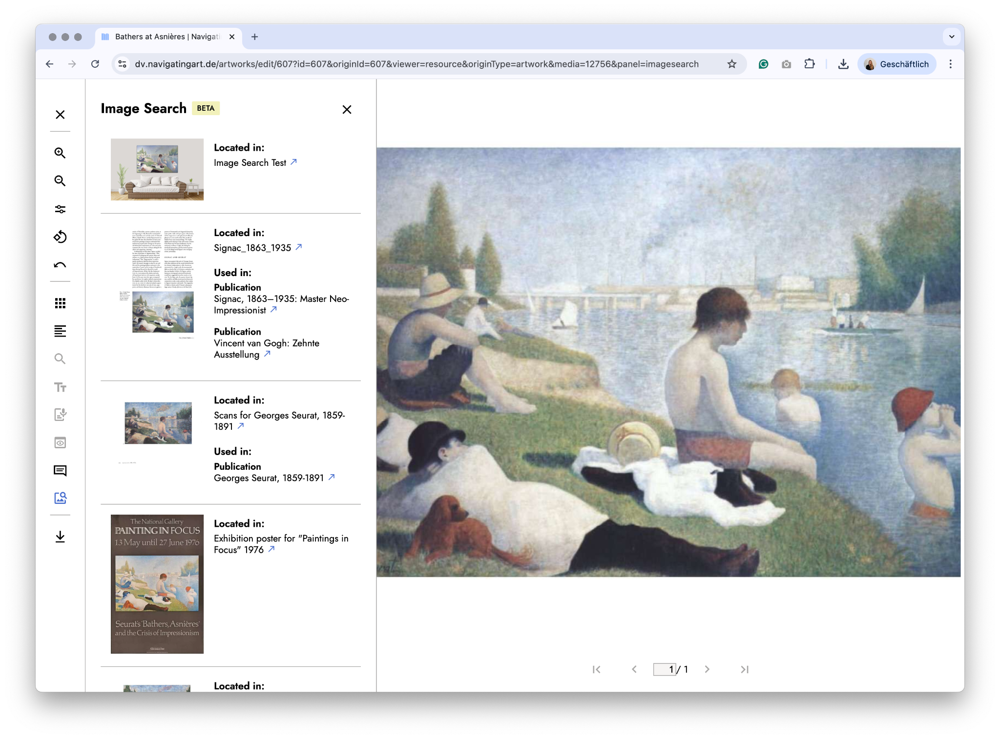 Bathers at Asnières | Navigati
dv.navigatingart.de/artworks/edit/607?id=607&originId=607&viewer=resource&originType=artwork&media=12756&panel=imagesearch
Geschäftlich
Image Search BETA
Located in:
Image Search Test
SIGNAC AND SEURAT
Located in:
Signac_1863_1935
Used in:
Publication
Signac, 1863–1935: Master Neo-
Impressionist
Publication
Vincent van Gogh: Zehnte
Ausstellung
Located in:
Scans for Georges Seurat, 1859-
1891
Used in:
Publication
Georges Seurat, 1859-1891
The National Gallery
PAINTING IN FOCUS
13 May until 27 June 1976
Seurat's 'Bathers, Asnières'
and the Crisis of Impressionism
Admission free
Located in:
Exhibition poster for "Paintings in
Focus" 1976
Located in:
1 / 1